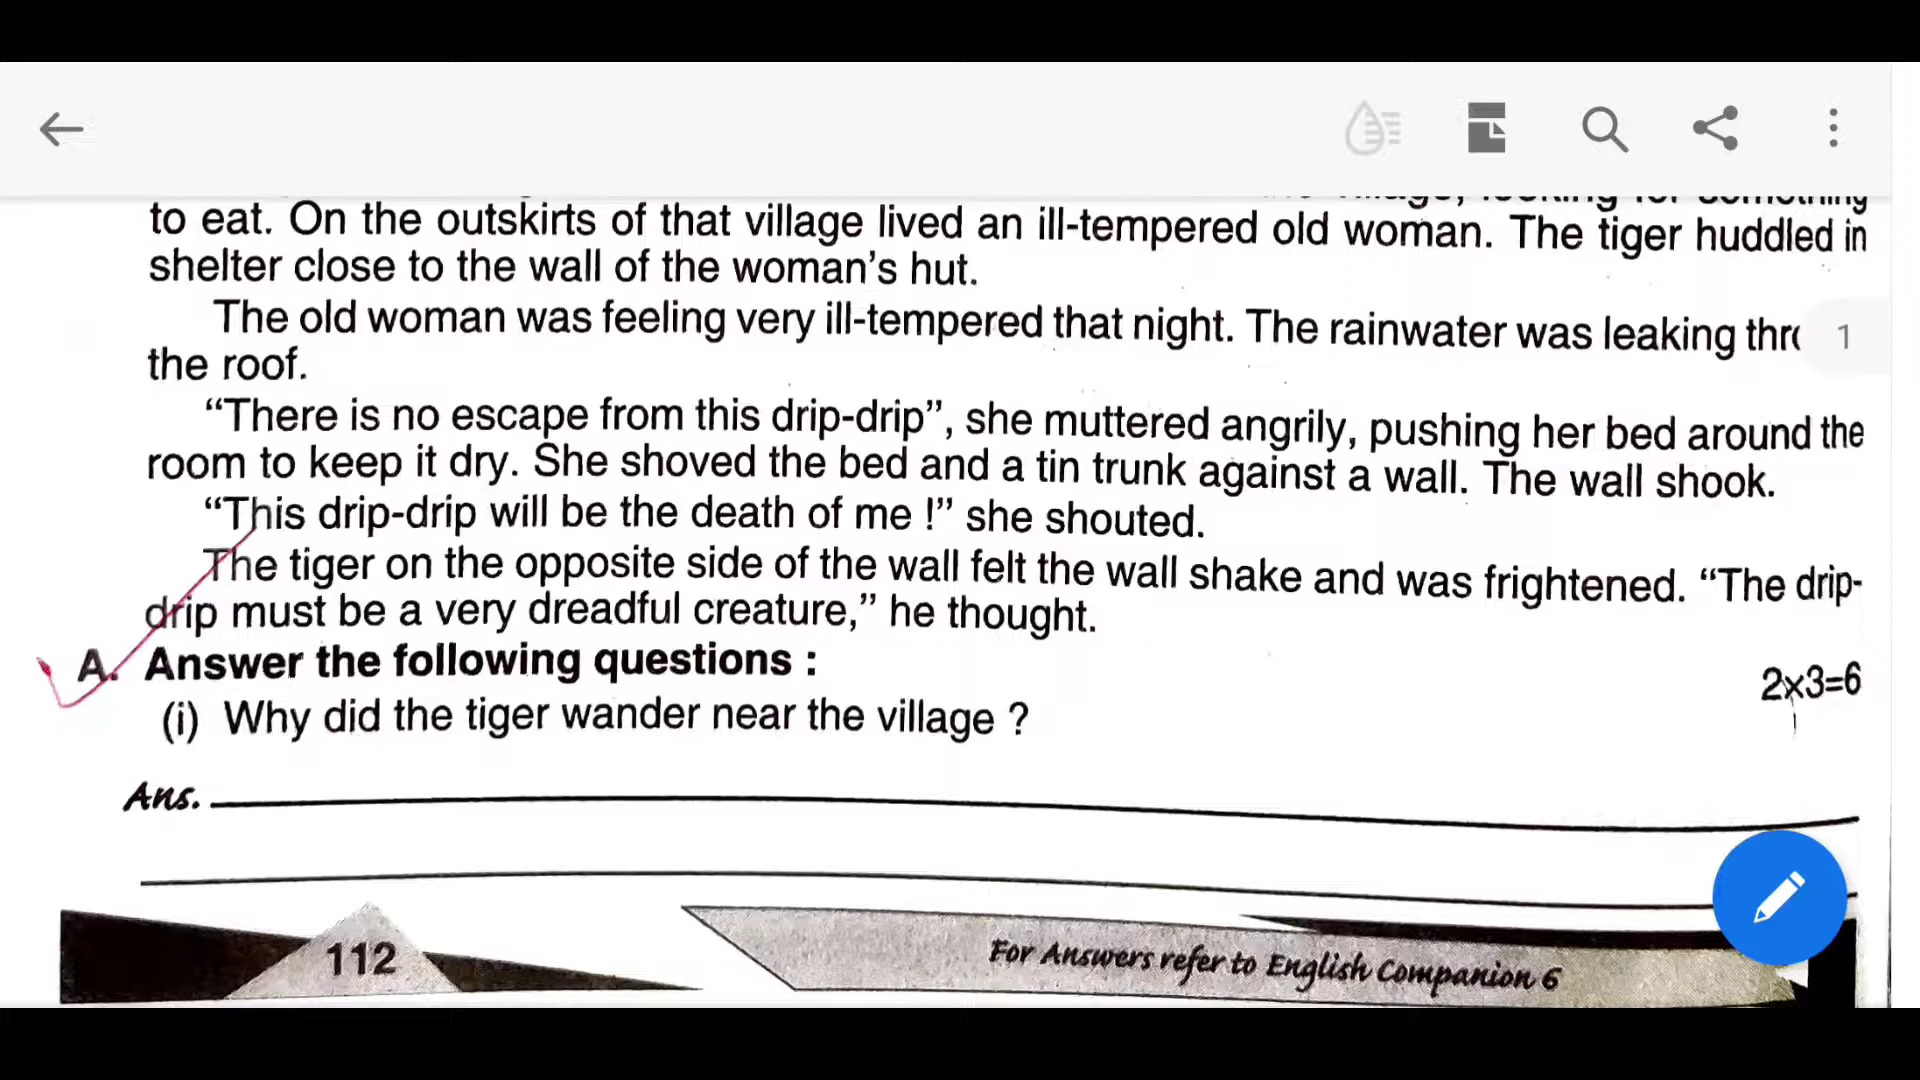 to eat. On the outskirts of that village lived an ill-tempered old woman. The tiger huddled in
shelter close to the wall of the woman's hut.
The old woman was feeling very ill-tempered that night. The rainwater was leaking thr
1
the roof.
“There is no escape from this drip-drip”, she muttered angrily, pushing her bed around the
room to keep it dry. She shoved the bed and a tin trunk against a wall. The wall shook.
“This drip-drip will be the death of me !” she shouted.
The tiger on the opposite side of the wall felt the wall shake and was frightened. “The drip-
drip must be a very dreadful creature,” he thought.
A. Answer the following questions :
2x3=6
(i) Why did the tiger wander near the village ?
Ans.
112
For Answers refer to English Companion 6